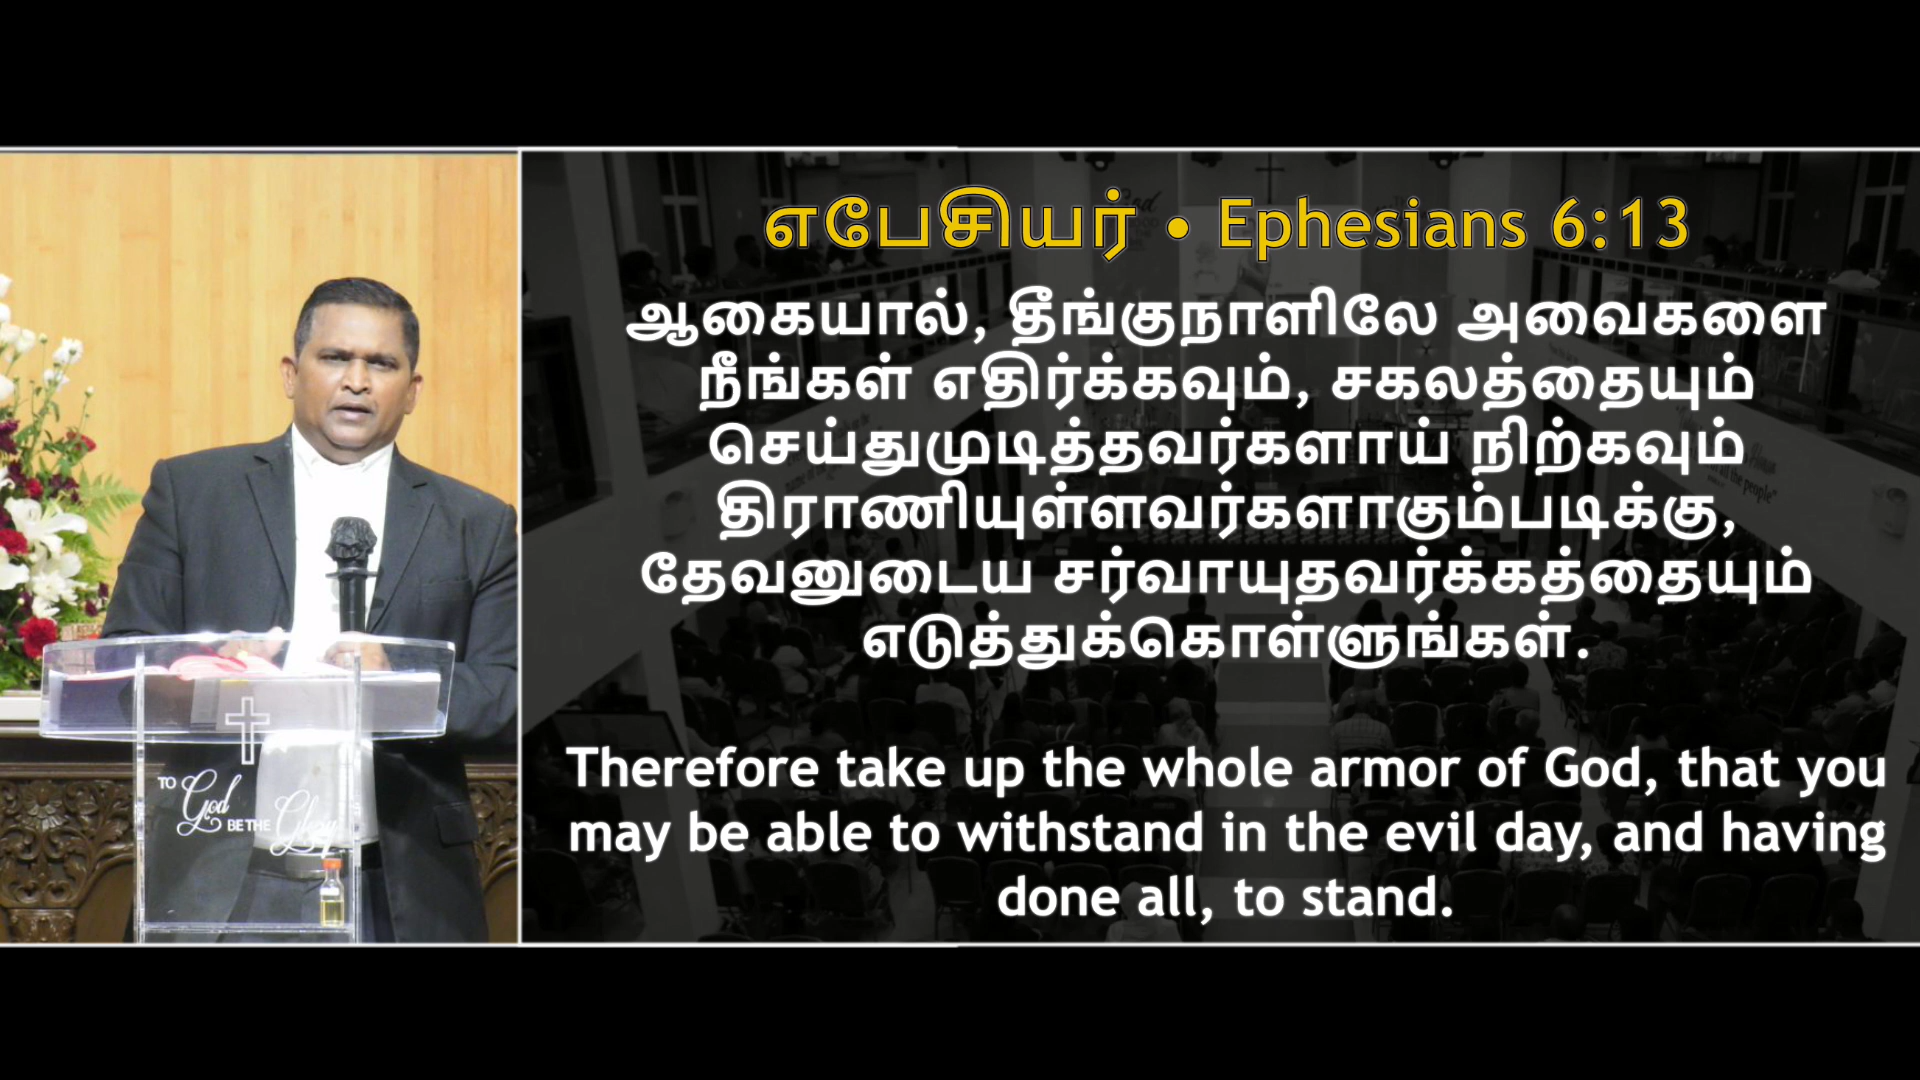 எபேசியர் • Ephesians 6:13
ஆகையால், தீங்குநாளிலே அவைகளை
நீங்கள் எதிர்க்கவும், சகலத்தையும்
செய்துமுடித்தவர்களாய் நிற்கவும்
திராணியுள்ளவர்களாகும்படிக்கு,
தேவனுடைய சர்வாயுதவர்க்கத்தையும்
எடுத்துக்கொள்ளுங்கள்.
Therefore take up the whole armor of God, that you
may be able to withstand in the evil day, and having
done all, to stand.
TO God
BE THE Glory